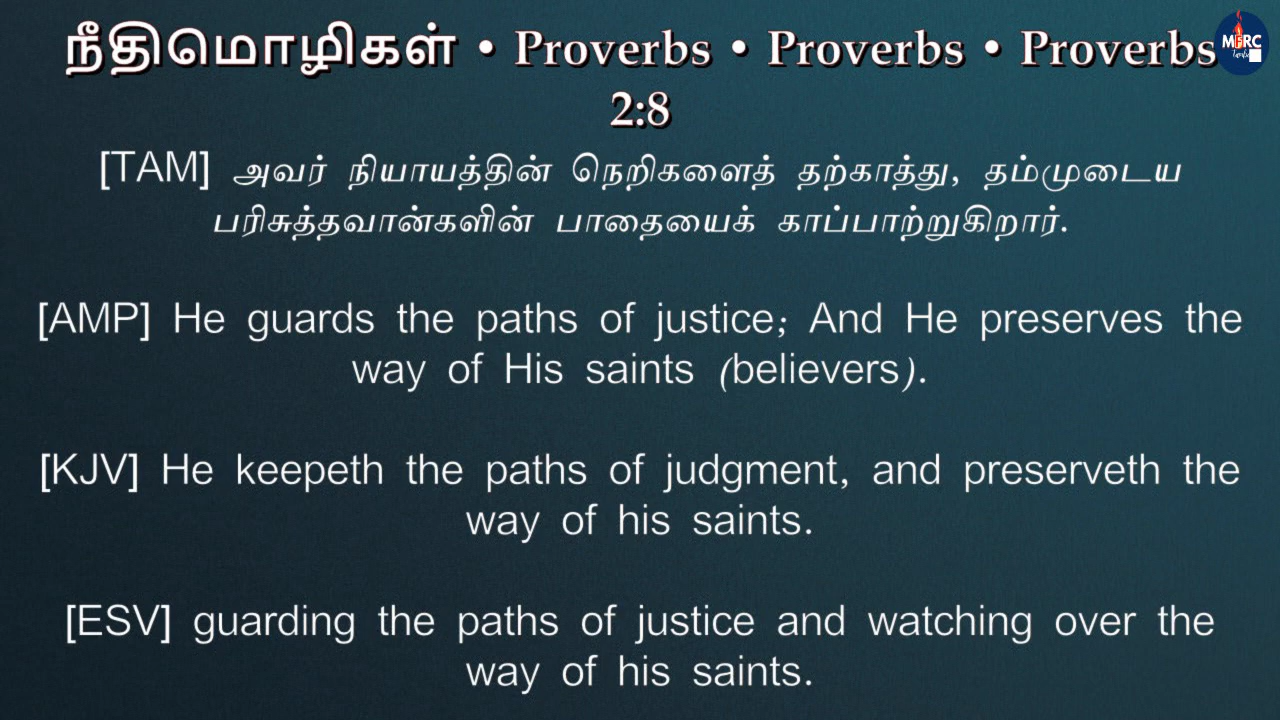 நீதிமொழிகள் • Proverbs • Proverbs • Proverbs
2:8
[TAM] அவர் நியாயத்தின் நெறிகளைத் தற்காத்து, தம்முடைய
பரிசுத்தவான்களின் பாதையைக் காப்பாற்றுகிறார்.
[AMP] He guards the paths of justice; And He preserves the
way of His saints (believers).
[KJV] He keepeth the paths of judgment, and preserveth the
way of his saints.
[ESV] guarding the paths of justice and watching over the
way of his saints.
MFRC